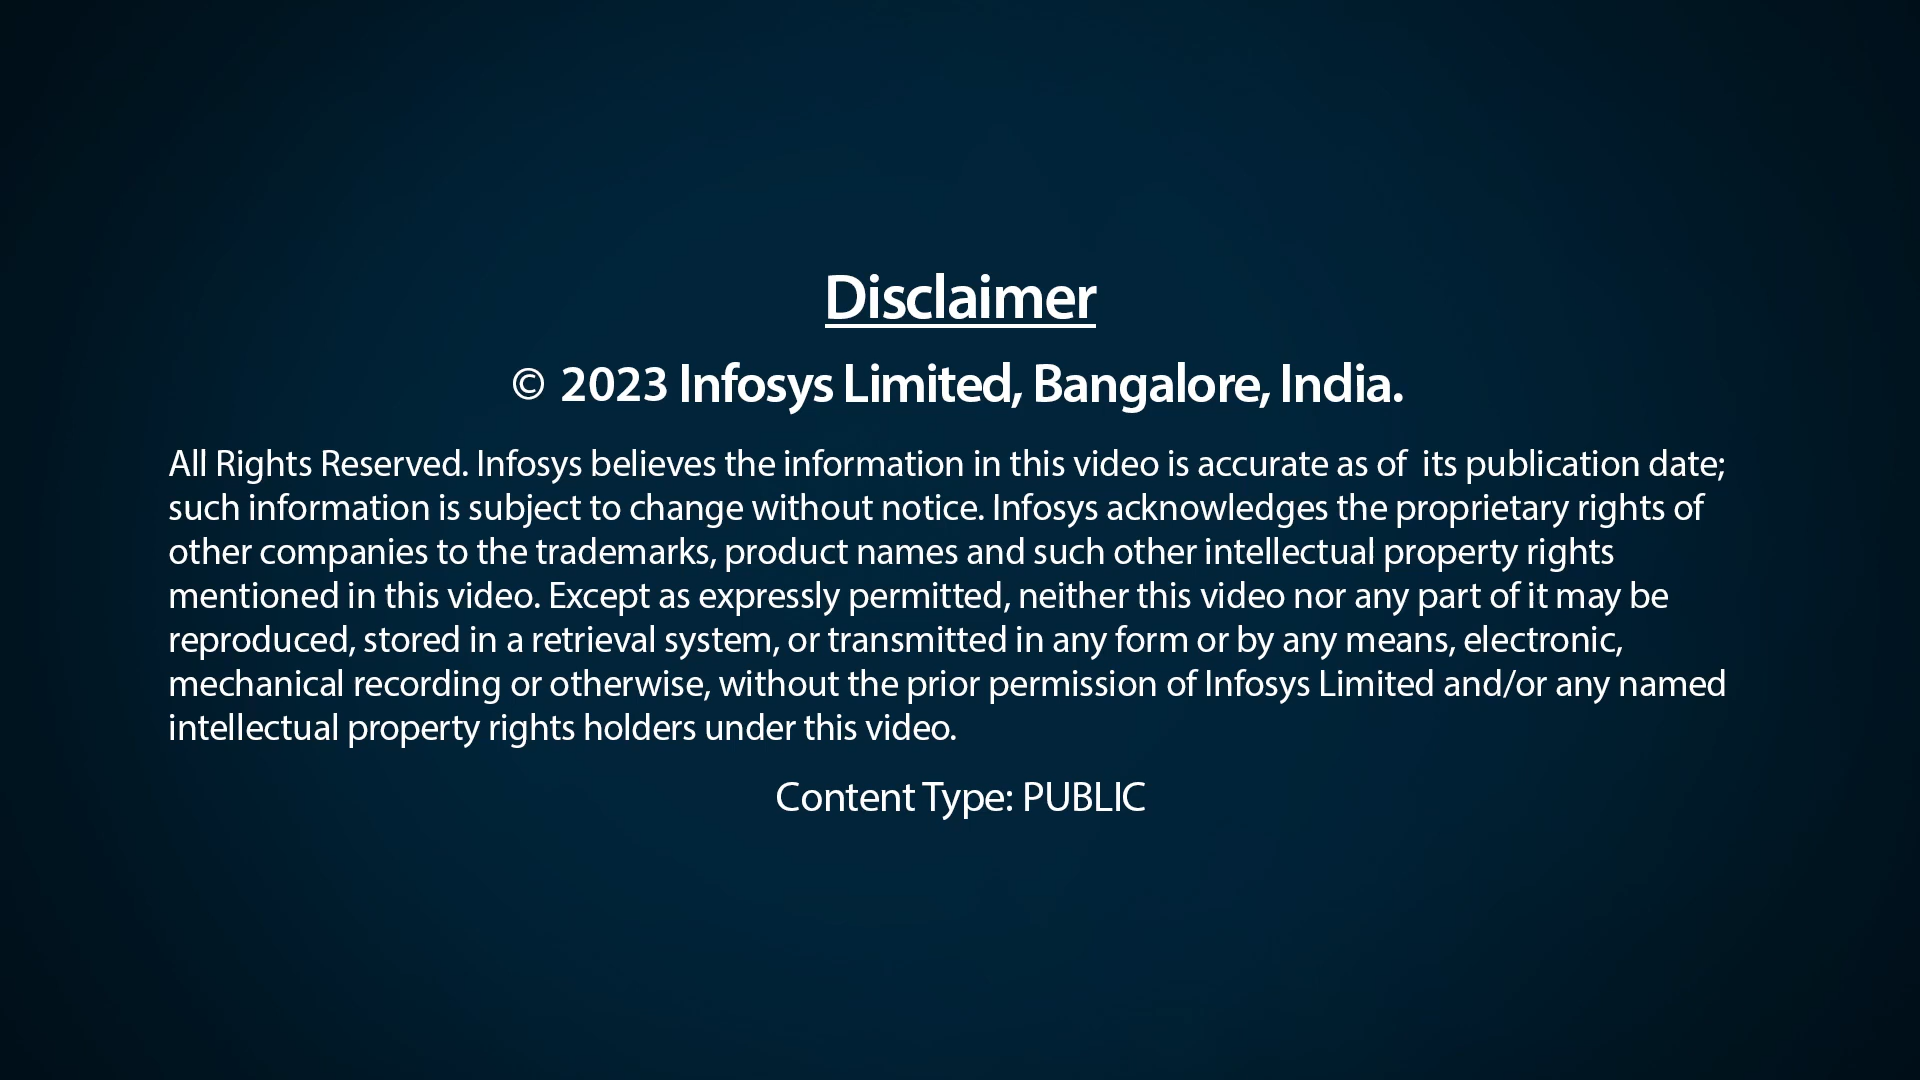 Disclaimer
© 2023 Infosys Limited, Bangalore, India.
All Rights Reserved. Infosys believes the information in this video is accurate as of  its publication date;
such information is subject to change without notice. Infosys acknowledges the proprietary rights of
other companies to the trademarks, product names and such other intellectual property rights
mentioned in this video. Except as expressly permitted, neither this video nor any part of it may be
reproduced, stored in a retrieval system, or transmitted in any form or by any means, electronic,
mechanical recording or otherwise, without the prior permission of Infosys Limited and/or any named
intellectual property rights holders under this video.
Content Type: PUBLIC